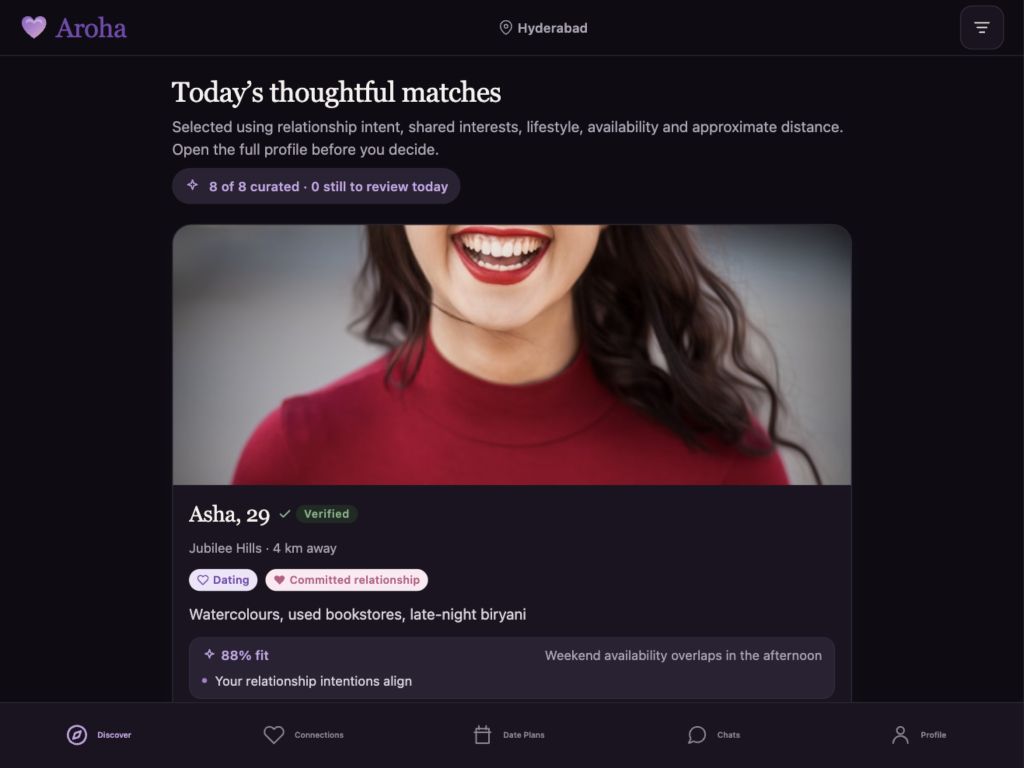 Aroha
Hyderabad
Today’s thoughtful matches
Selected using relationship intent, shared interests, lifestyle, availability and approximate distance.
Open the full profile before you decide.
8 of 8 curated · 0 still to review today
Asha, 29
Verified
Jubilee Hills · 4 km away
Dating
Committed relationship
Watercolours, used bookstores, late-night biryani
88% fit
Weekend availability overlaps in the afternoon
Your relationship intentions align
Discover
Connections
Date Plans
Chats
Profile